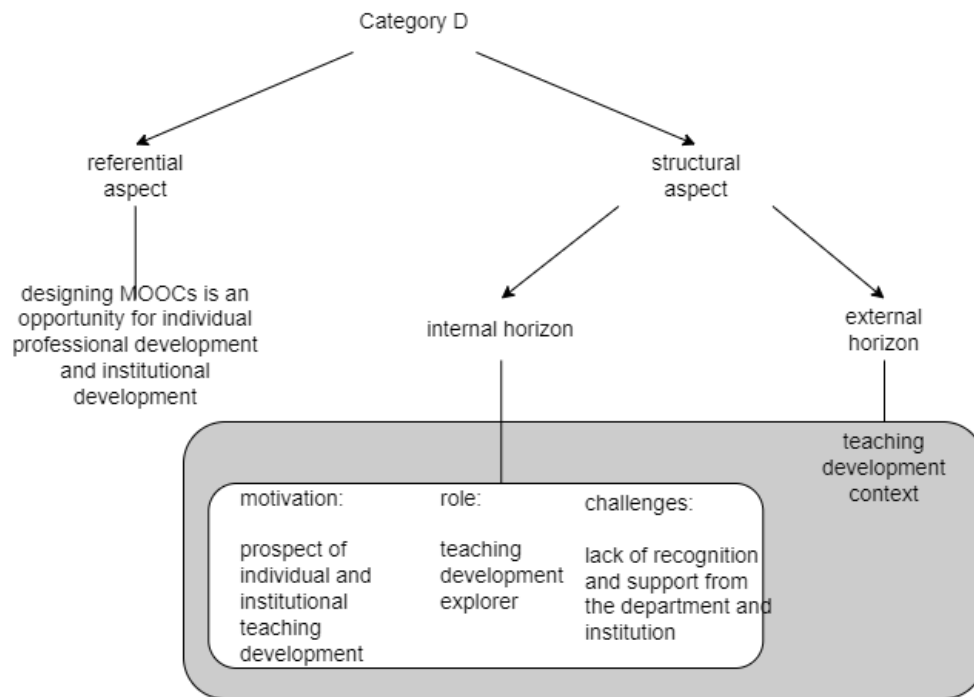 Category D
referential
aspect
structural
aspect
designing MOOCs is an
opportunity for individual
professional development
and institutional
development
internal horizon
external
horizon
teaching
development
context
motivation:
prospect of
individual and
institutional
teaching
development
role:
teaching
development
explorer
challenges:
lack of recognition
and support from
the department and
institution